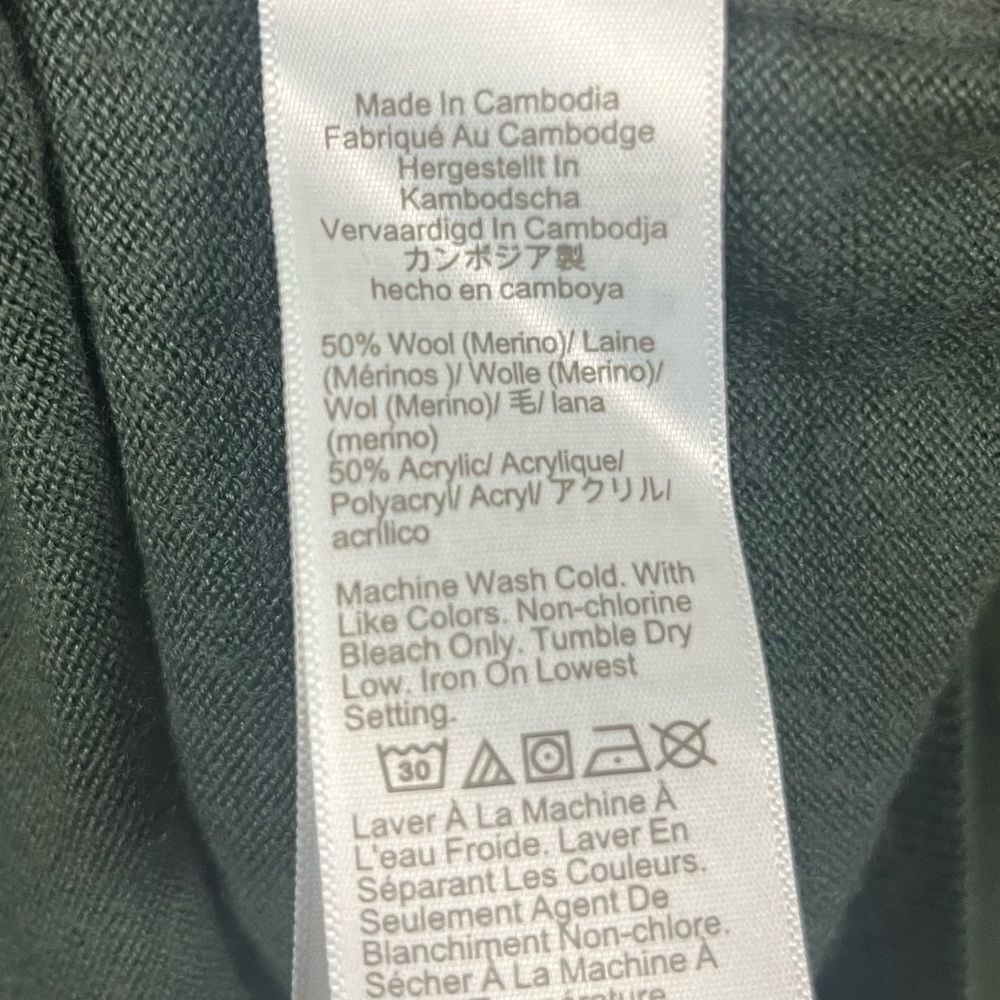 Made In Cambodia
Fabriqué Au Cambodge
Hergestellt In
Kambodscha
Vervaardigd In Cambodja
カンボジア製
hecho en camboya
50% Wool (Merino)/ Laine
(Mérinos )/ Wolle (Merino)/
Wol (Merino)/ 毛/ lana
(merino)
50% Acrylic/ Acrylique/
Polyacryl/ Acryl/ アクリル/
acrílico
Machine Wash Cold. With
Like Colors. Non-chlorine
Bleach Only. Tumble Dry
Low. Iron On Lowest
Setting.
30
Laver À La Machine À
L'eau Froide. Laver En
Séparant Les Couleurs.
Seulement Agent De
Blanchiment Non-chlore.
Sécher À La Machine À